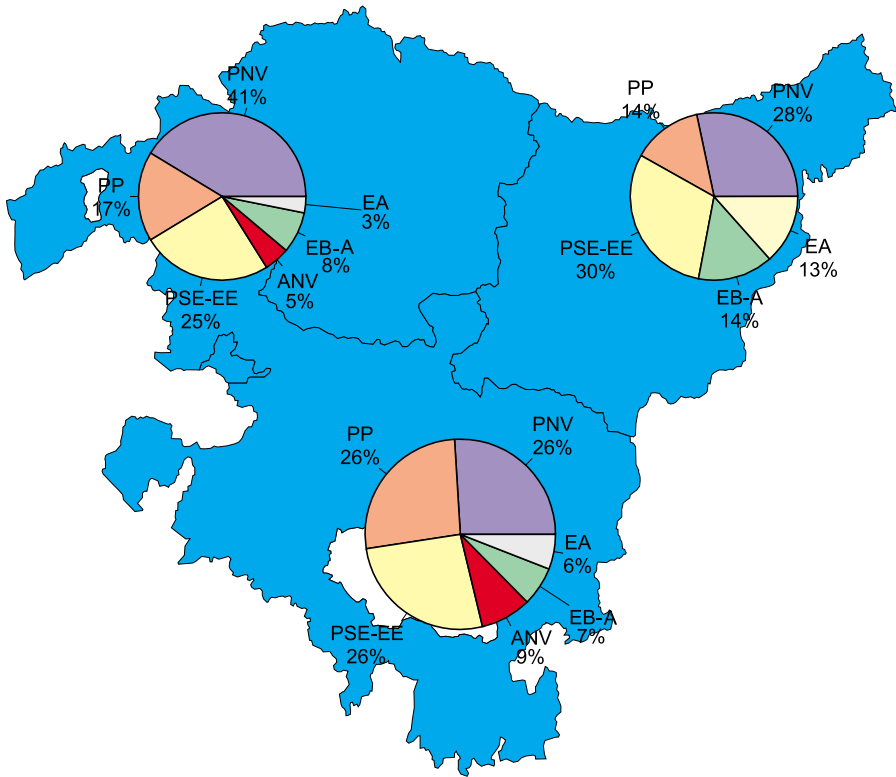 PNV
41%
PP
17%
EA
3%
EB-A
8%
ANV
5%
PSE-EE
25%
PP
14%
PNV
28%
PSE-EE
30%
EA
13%
EB-A
14%
PP
26%
PNV
26%
EA
6%
EB-A
7%
PSE-EE
26%
ANV
9%